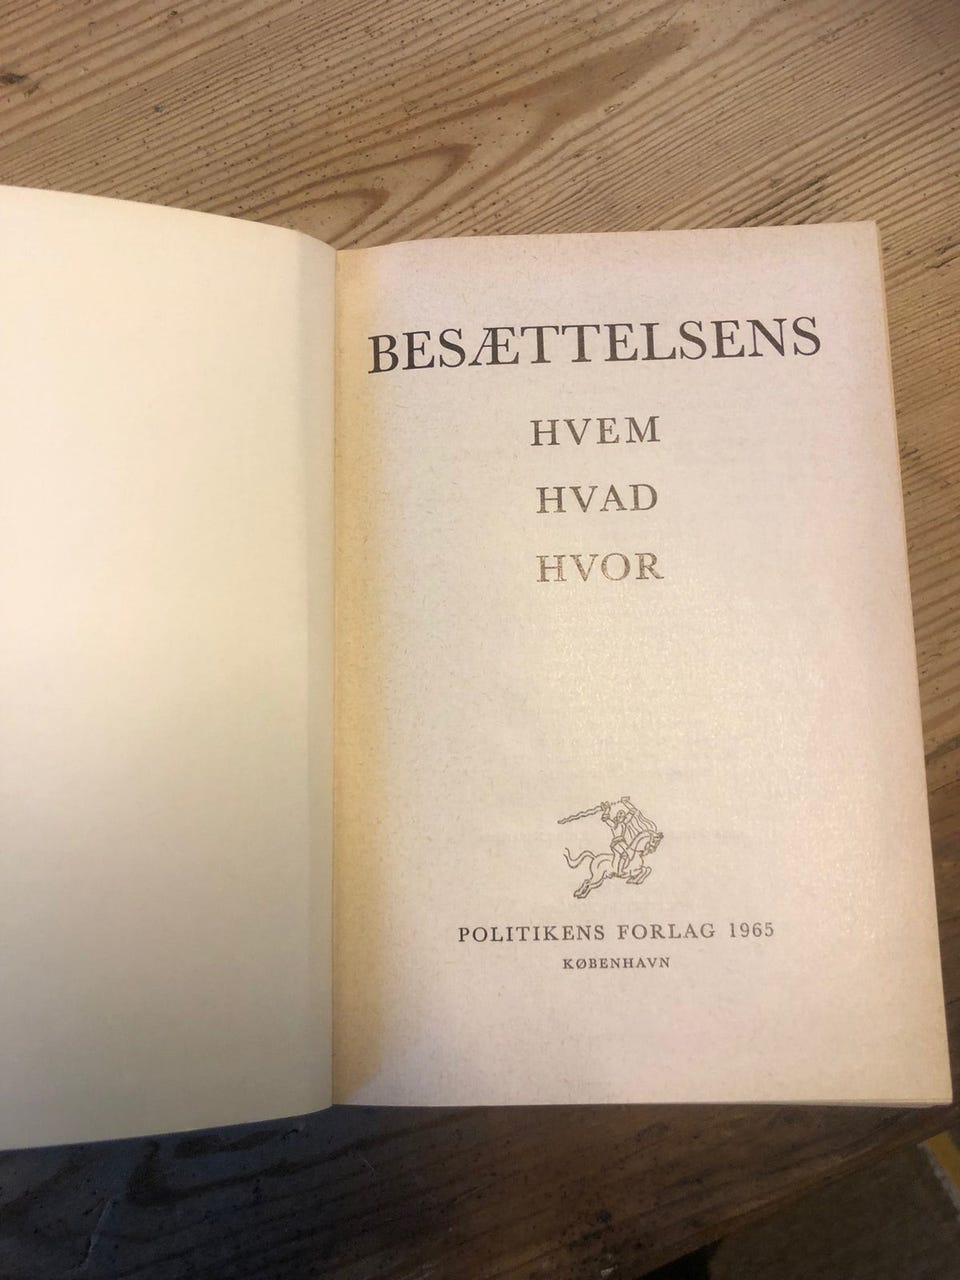 BESÆTTELSENS
HVEM
HVAD
HVOR
POLITIKENS FORLAG 1965
KØBENHAVN